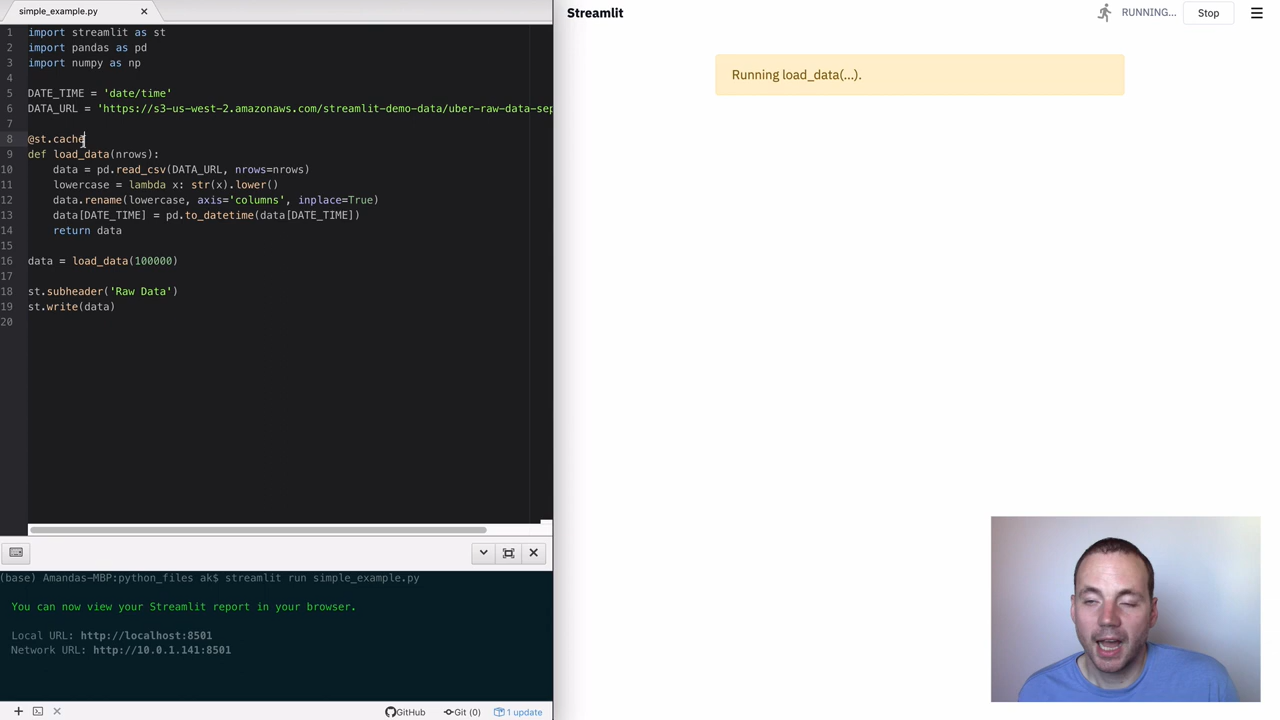 simple_example.py
1 import streamlit as st
2 import pandas as pd
3 import numpy as np
4
5 DATE_TIME = 'date/time'
6 DATA_URL = 'https://s3-us-west-2.amazonaws.com/streamlit-demo-data/uber-raw-data-sep
7
8 @st.cache
9 def load_data(nrows):
10 data = pd.read_csv(DATA_URL, nrows=nrows)
11 lowercase = lambda x: str(x).lower()
12 data.rename(lowercase, axis='columns', inplace=True)
13 data[DATE_TIME] = pd.to_datetime(data[DATE_TIME])
14 return data
15
16 data = load_data(100000)
17
18 st.subheader('Raw Data')
19 st.write(data)
20
(base) Amandas-MBP:python_files ak$ streamlit run simple_example.py
You can now view your Streamlit report in your browser.
Local URL: http://localhost:8501
Network URL: http://10.0.1.141:8501
GitHub Git (0) 1 update
Streamlit
RUNNING... Stop
Running load_data(...).